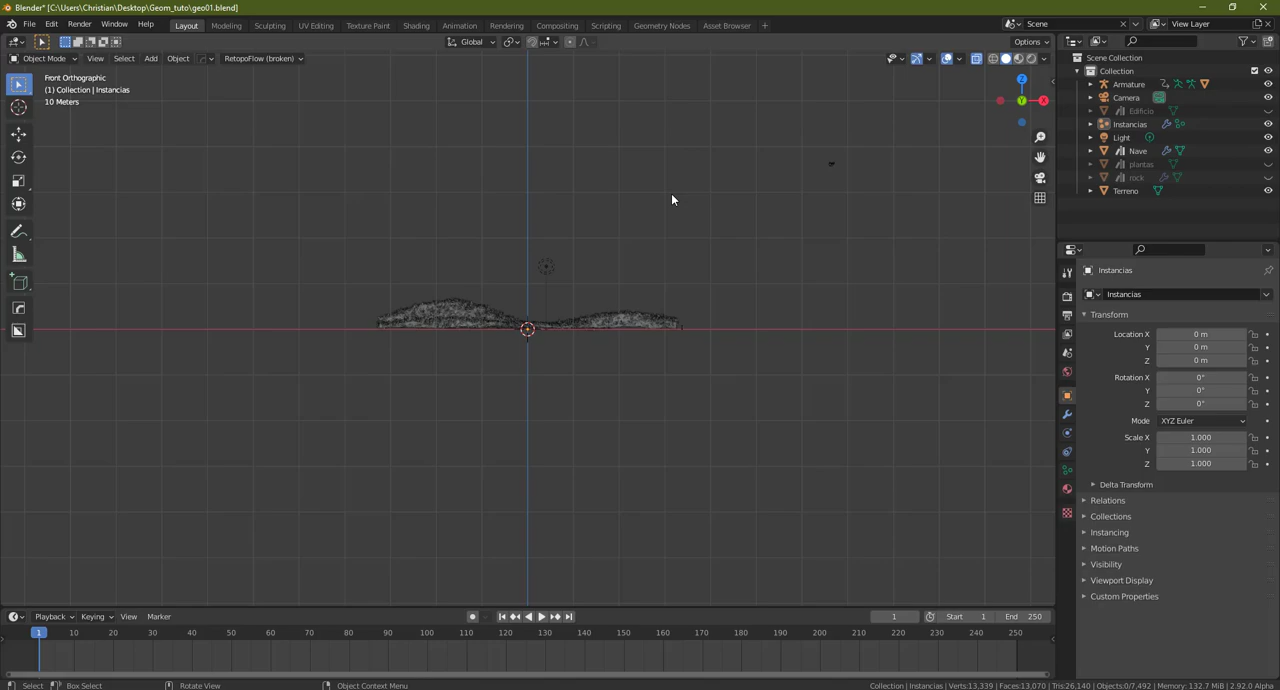 Blender* [C:\Users\Christian\Desktop\Geom_tuto\geo01.blend]
File Edit Render Window Help Layout Modeling Sculpting UV Editing Texture Paint Shading Animation Rendering Compositing Scripting Geometry Nodes Asset Browser + Scene View Layer
Global Options
Object Mode View Select Add Object RetopoFlow (broken)
Front Orthographic
(1) Collection | Instancias
10 Meters
Z
Y
X
Scene Collection
Collection
Armature
Camera
Edificio
Instancias
Light
Nave
plantas
rock
Terreno
Instancias
Instancias
Transform
Location X 0 m
Y 0 m
Z 0 m
Rotation X 0°
Y 0°
Z 0°
Mode XYZ Euler
Scale X 1.000
Y 1.000
Z 1.000
Delta Transform
Relations
Collections
Instancing
Motion Paths
Visibility
Viewport Display
Custom Properties
Playback Keying View Marker 1 Start 1 End 250
1 10 20 30 40 50 60 70 80 90 100 110 120 130 140 150 160 170 180 190 200 210 220 230 240 250
Select Box Select Rotate View Object Context Menu Collection | Instancias | Verts:13,339 | Faces:13,070 | Tris:26,140 | Objects:0/7,492 | Memory: 132.7 MiB | 2.92.0 Alpha